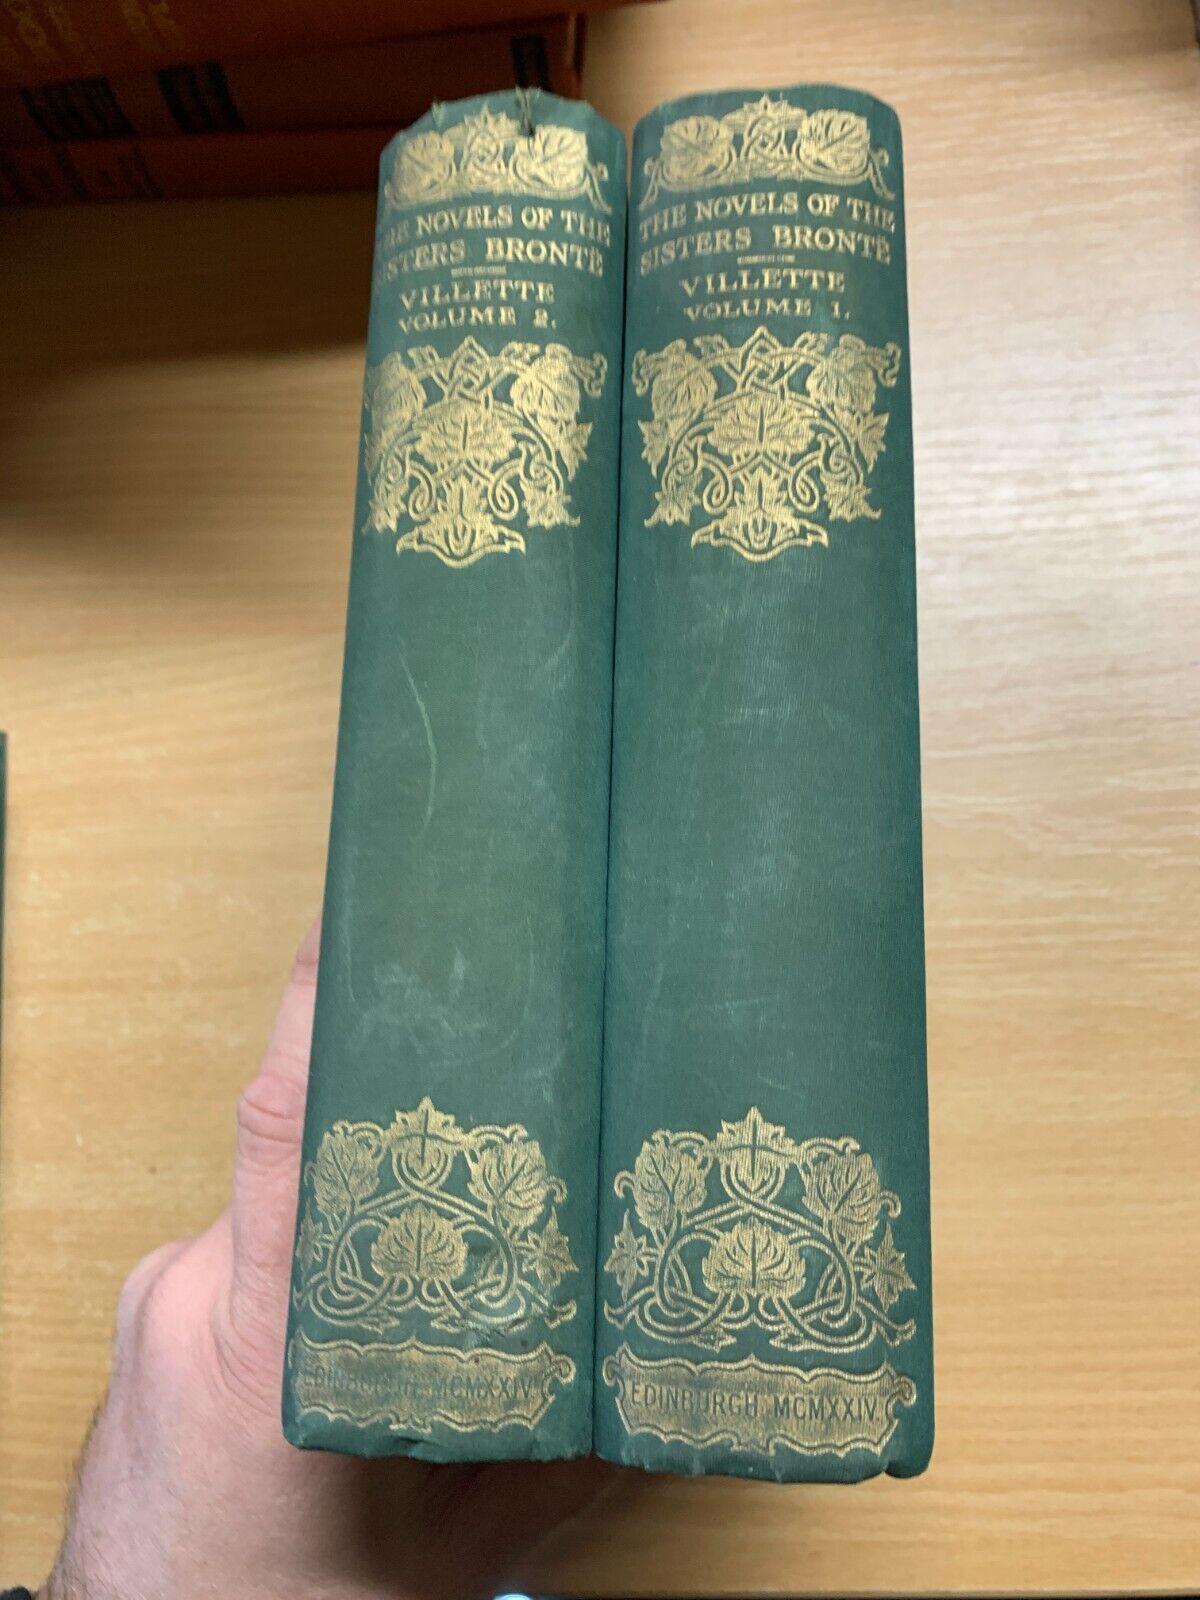 THE NOVELS OF THE
SISTERS BRONTË
VILLETTE
VOLUME 2.
EDINBURGH MCMXXIV
THE NOVELS OF THE
SISTERS BRONTË
VILLETTE
VOLUME 1.
EDINBURGH: MCMXXIV